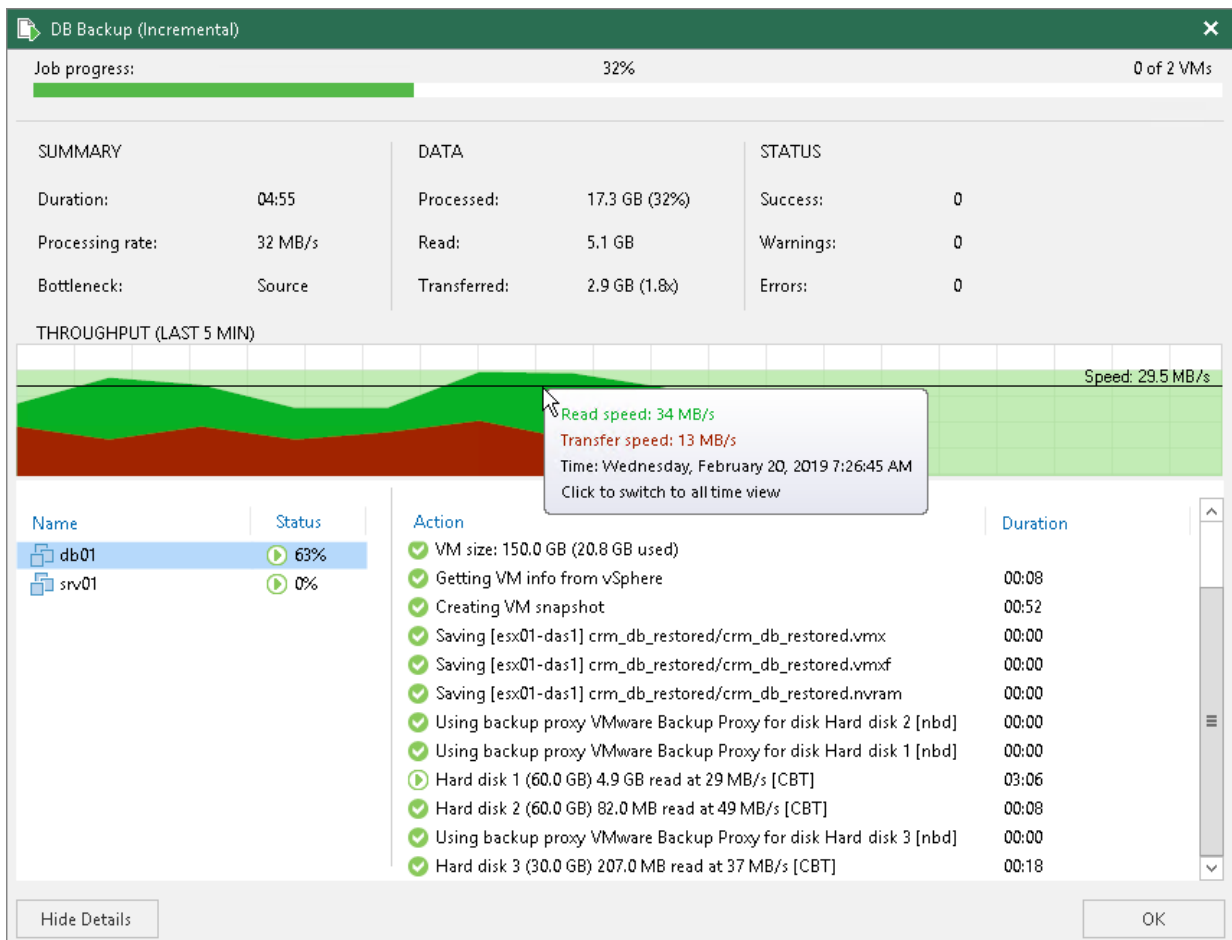 DB Backup (Incremental)
Job progress: 32% 0 of 2 VMs
SUMMARY DATA STATUS
Duration: 04:55 Processed: 17.3 GB (32%) Success: 0
Processing rate: 32 MB/s Read: 5.1 GB Warnings: 0
Bottleneck: Source Transferred: 2.9 GB (1.8x) Errors: 0
THROUGHPUT (LAST 5 MIN)
Speed: 29.5 MB/s
Read speed: 34 MB/s
Transfer speed: 13 MB/s
Time: Wednesday, February 20, 2019 7:26:45 AM
Click to switch to all time view
Name Status Action Duration
db01 63%
srv01 0%
VM size: 150.0 GB (20.8 GB used)
Getting VM info from vSphere 00:08
Creating VM snapshot 00:52
Saving [esx01-das1] crm_db_restored/crm_db_restored.vmx 00:00
Saving [esx01-das1] crm_db_restored/crm_db_restored.vmxf 00:00
Saving [esx01-das1] crm_db_restored/crm_db_restored.nvram 00:00
Using backup proxy VMware Backup Proxy for disk Hard disk 2 [nbd] 00:00
Using backup proxy VMware Backup Proxy for disk Hard disk 1 [nbd] 00:00
Hard disk 1 (60.0 GB) 4.9 GB read at 29 MB/s [CBT] 03:06
Hard disk 2 (60.0 GB) 82.0 MB read at 49 MB/s [CBT] 00:08
Using backup proxy VMware Backup Proxy for disk Hard disk 3 [nbd] 00:00
Hard disk 3 (30.0 GB) 207.0 MB read at 37 MB/s [CBT] 00:18
Hide Details OK